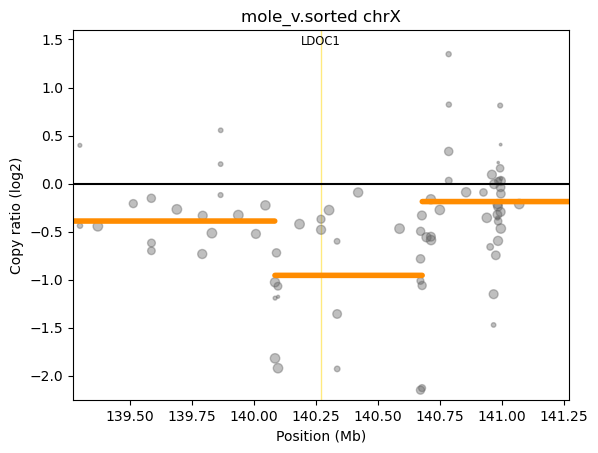 mole_v.sorted chrX
LDOC1
1.5
1.0
0.5
0.0
−0.5
−1.0
−1.5
−2.0
Copy ratio (log2)
139.50 139.75 140.00 140.25 140.50 140.75 141.00 141.25
Position (Mb)